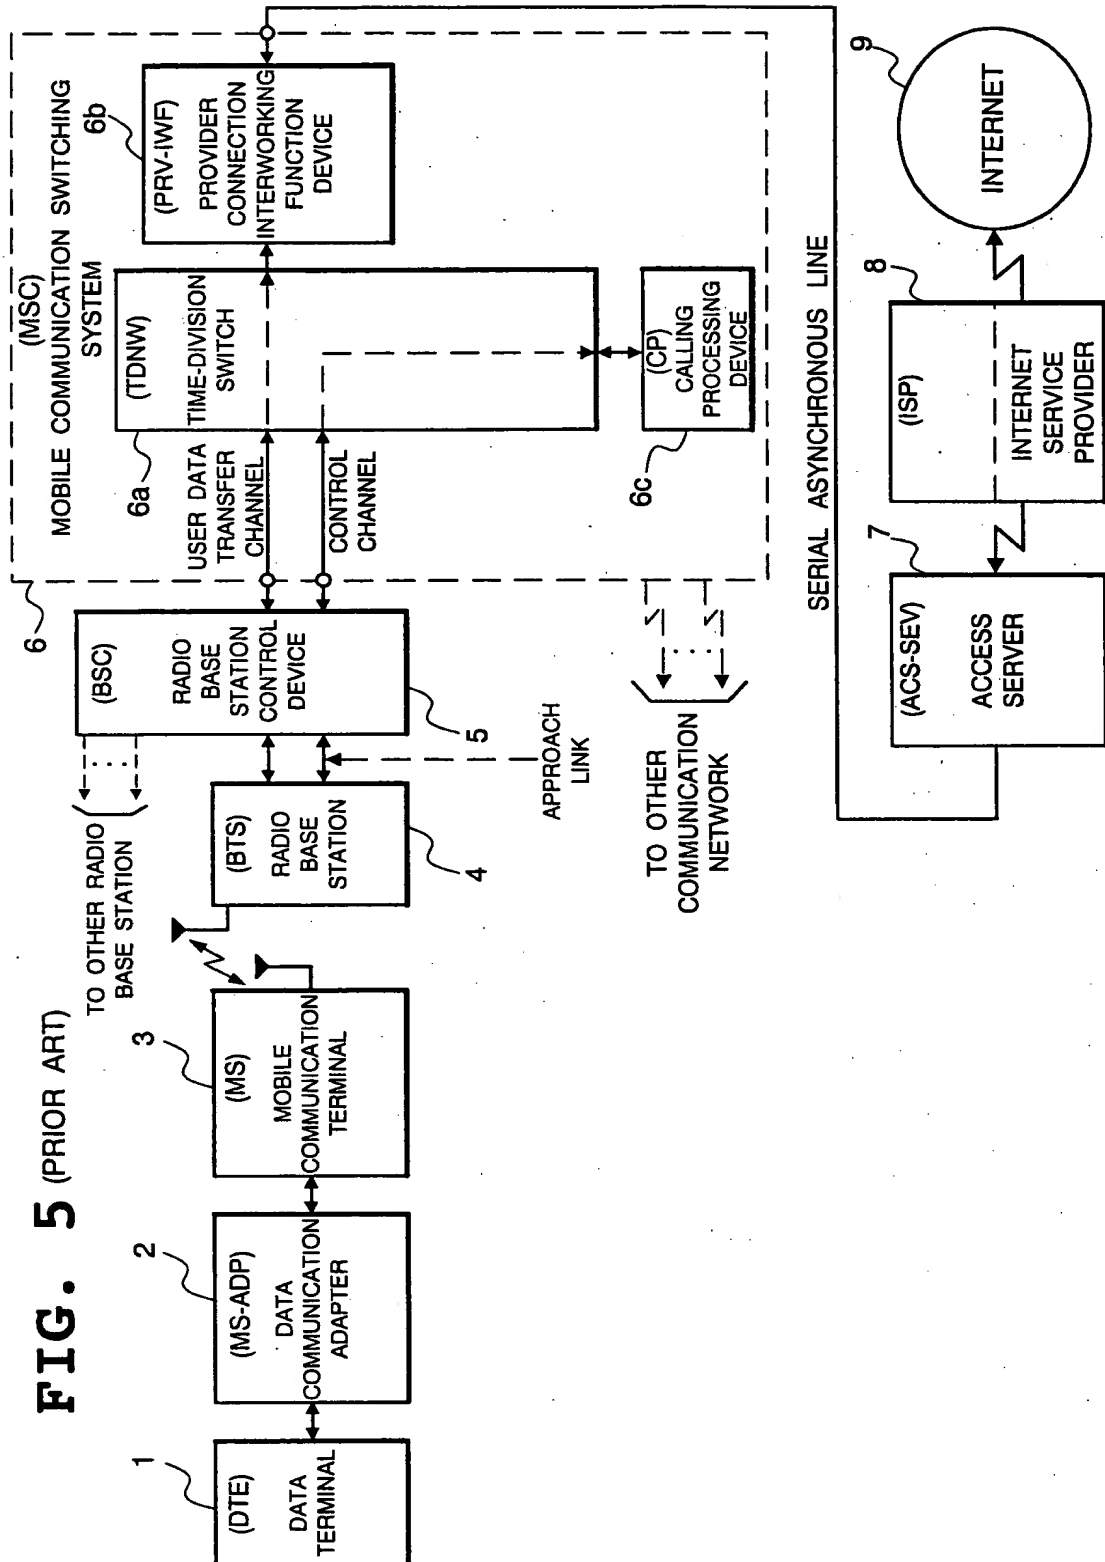 FIG. 5 (PRIOR ART)
1
(DTE)
DATA
TERMINAL
2
(MS-ADP)
DATA
COMMUNICATION
ADAPTER
3
(MS)
MOBILE
COMMUNICATION
TERMINAL
TO OTHER RADIO
BASE STATION
(BTS)
RADIO
BASE
STATION
4
APPROACH
LINK
(BSC)
RADIO
BASE
STATION
CONTROL
DEVICE
5
6
(MSC)
MOBILE COMMUNICATION SWITCHING
SYSTEM
USER DATA
TRANSFER
CHANNEL
CONTROL
CHANNEL
6a
(TDNW)
TIME-DIVISION
SWITCH
6b
(PRV-IWF)
PROVIDER
CONNECTION
INTERWORKING
FUNCTION
DEVICE
6c
(CP)
CALLING
PROCESSING
DEVICE
TO OTHER
COMMUNICATION
NETWORK
SERIAL ASYNCHRONOUS LINE
7
(ACS-SEV)
ACCESS
SERVER
8
(ISP)
INTERNET
SERVICE
PROVIDER
9
INTERNET